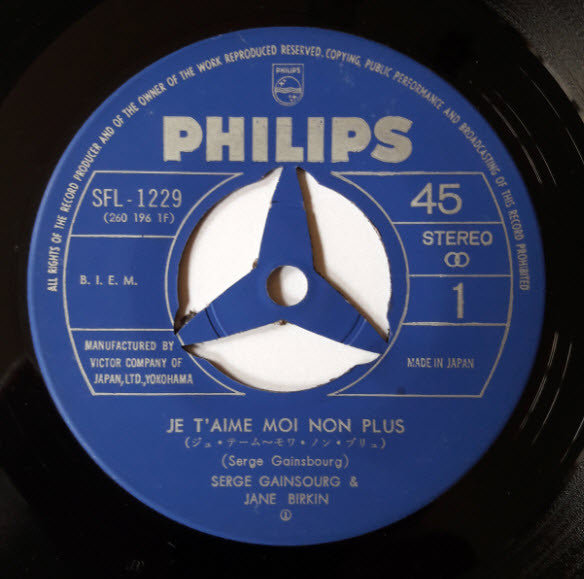 ALL RIGHTS OF THE RECORD PRODUCER AND OF THE OWNER OF THE WORK REPRODUCED RESERVED. COPYING, PUBLIC PERFORMANCE AND BROADCASTING OF THIS RECORD PROHIBITED
PHILIPS
PHILIPS
SFL-1229
(260 196 1F)
45
STEREO
B. I. E. M.
1
MANUFACTURED BY
VICTOR COMPANY OF
JAPAN, LTD., YOKOHAMA
MADE IN JAPAN
JE T'AIME MOI NON PLUS
(ジュ・テーム〜モワ・ノン・プリュ)
(Serge Gainsbourg)
SERGE GAINSOURG &
JANE BIRKIN